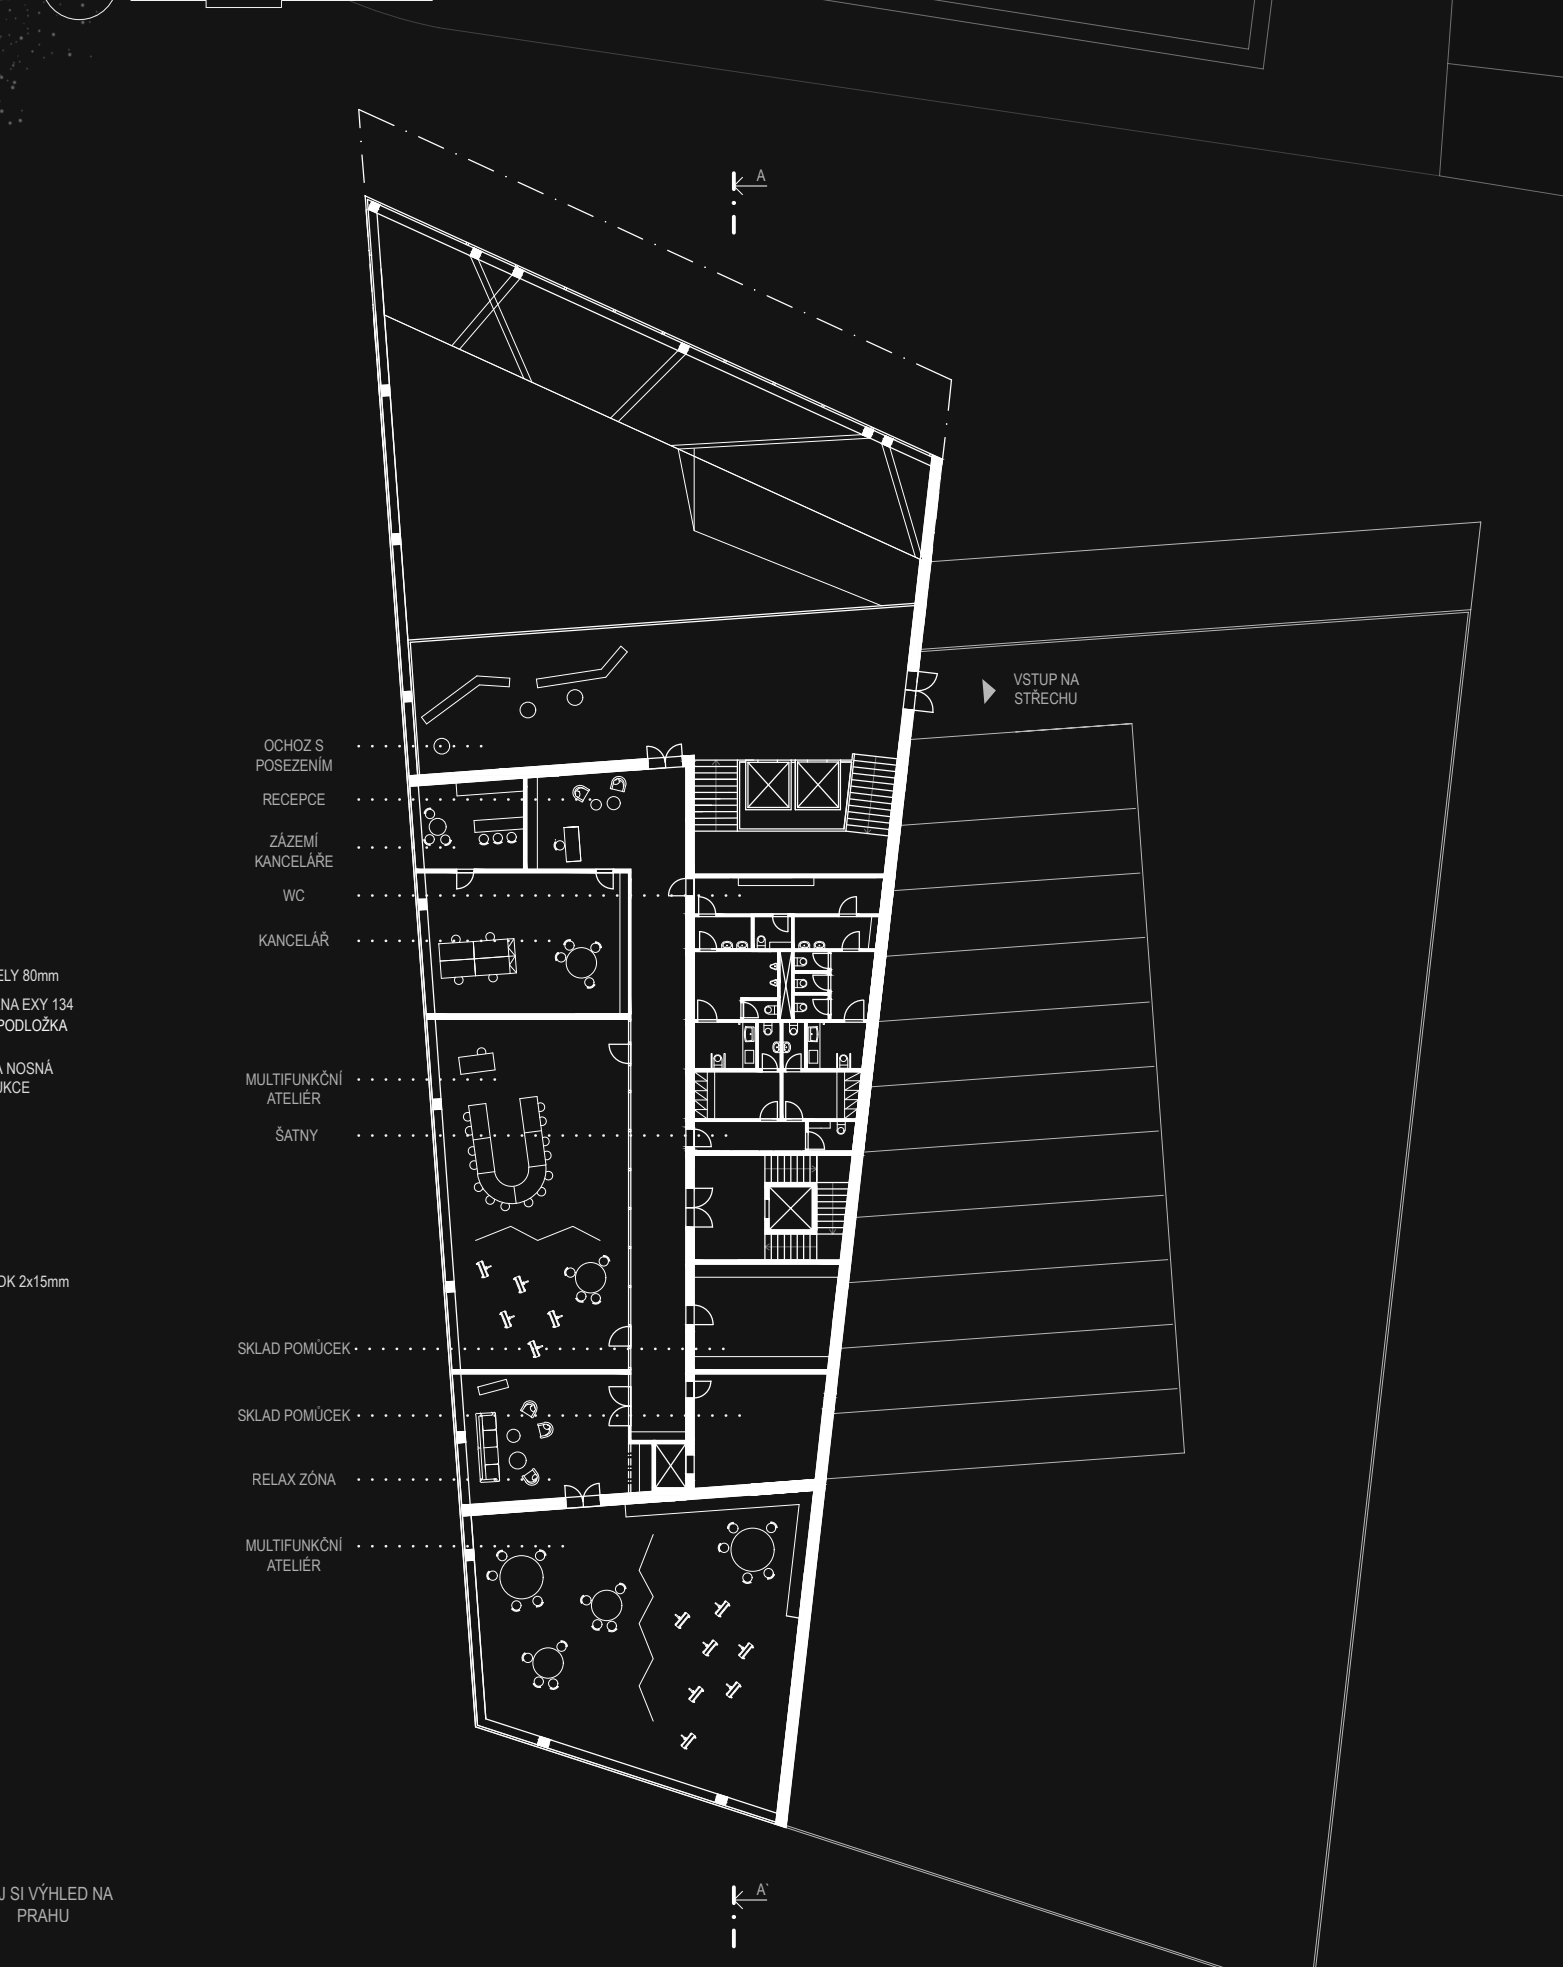 A
VSTUP NA
STŘECHU
OCHOZ S
POSEZENÍM
RECEPCE
ZÁZEMÍ
KANCELÁŘE
WC
KANCELÁŘ
ELY 80mm
NA EXY 134
PODLOŽKA
A NOSNÁ
UKCE
MULTIFUNKČNÍ
ATELIÉR
ŠATNY
DK 2x15mm
SKLAD POMŮCEK
SKLAD POMŮCEK
RELAX ZÓNA
MULTIFUNKČNÍ
ATELIÉR
A`
J SI VÝHLED NA
PRAHU